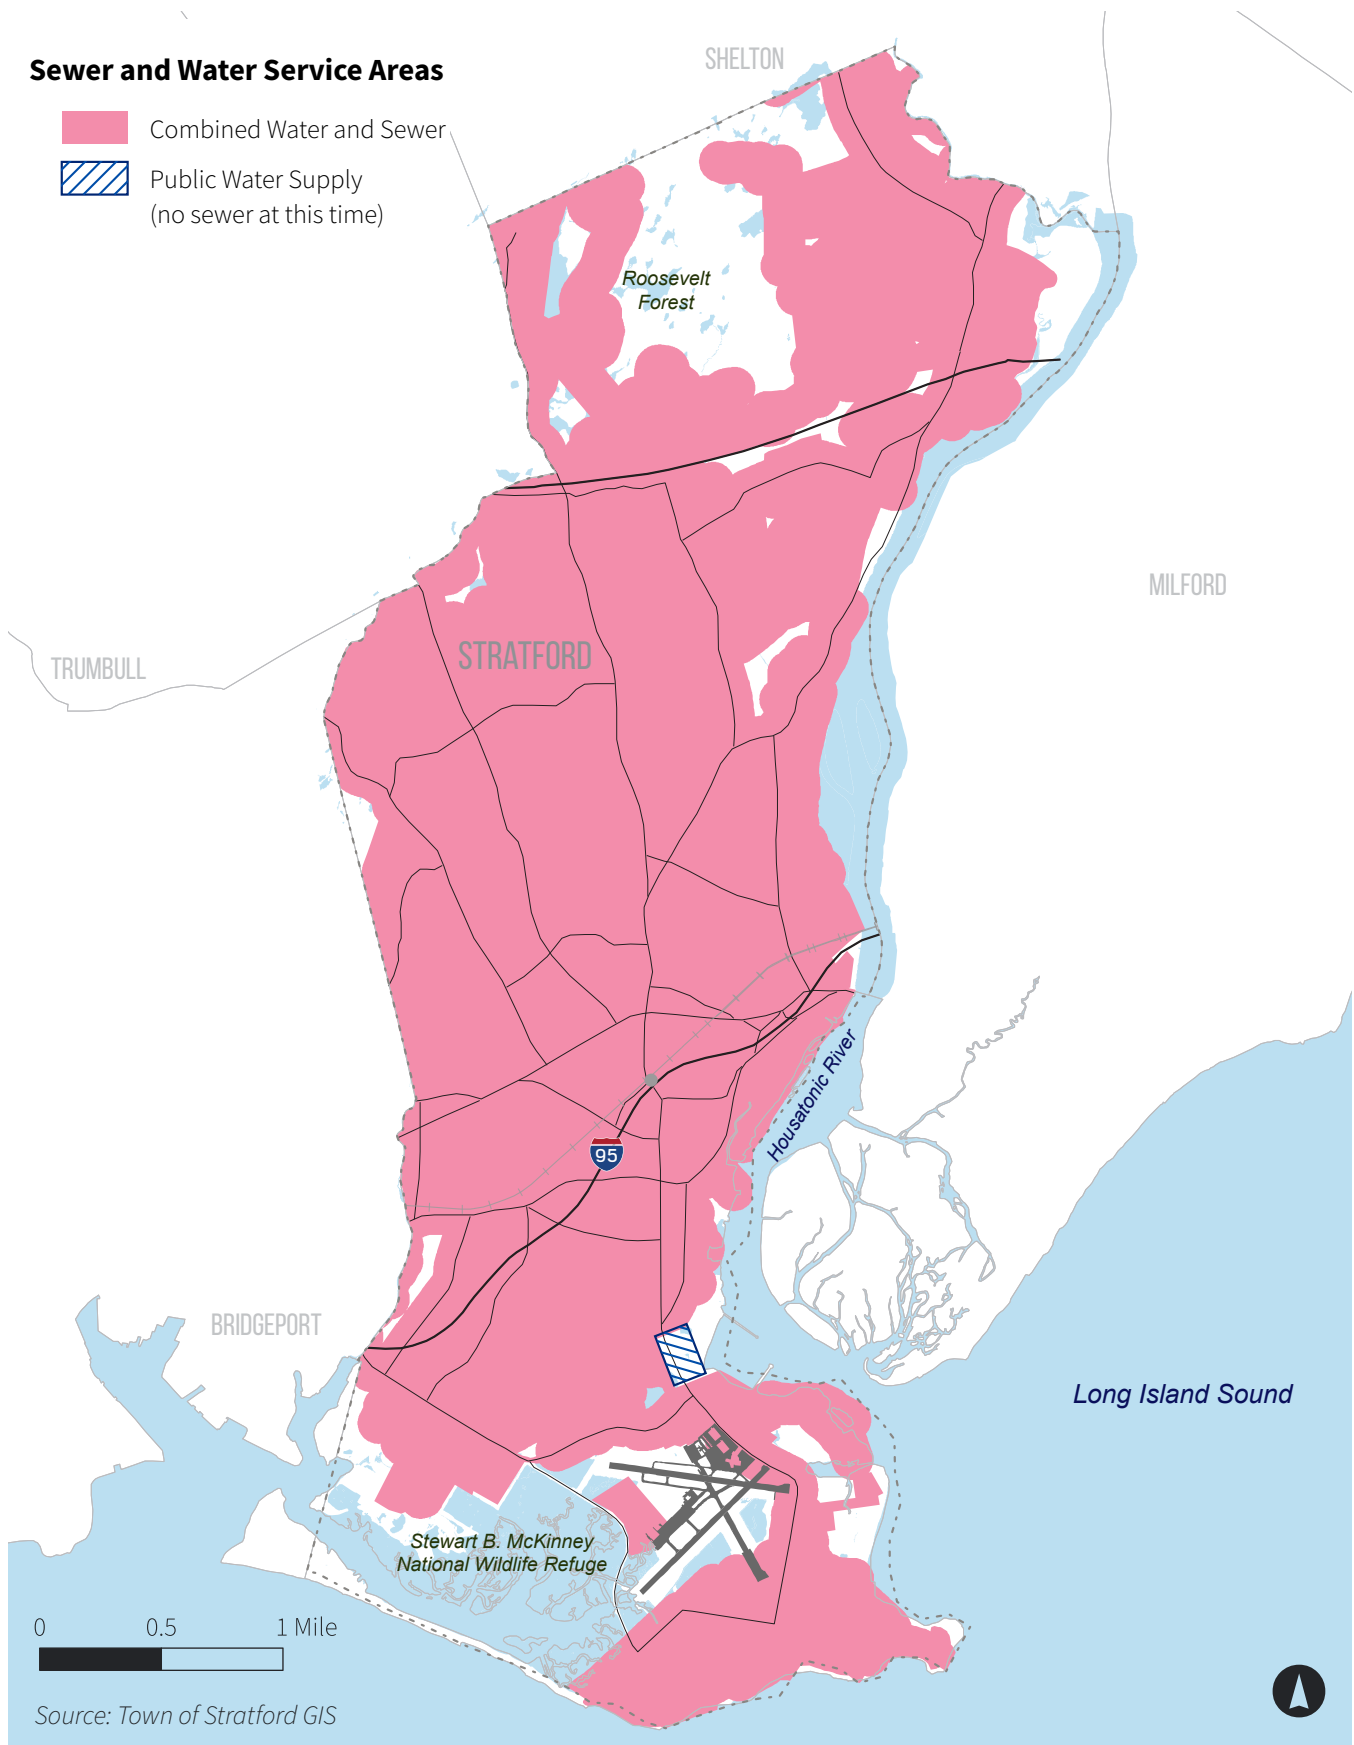 SHELTON
Sewer and Water Service Areas
Combined Water and Sewer
Public Water Supply
(no sewer at this time)
Roosevelt
Forest
MILFORD
STRATFORD
TRUMBULL
Housatonic River
95
BRIDGEPORT
Long Island Sound
Stewart B. McKinney
National Wildlife Refuge
0 0.5 1 Mile
Source: Town of Stratford GIS